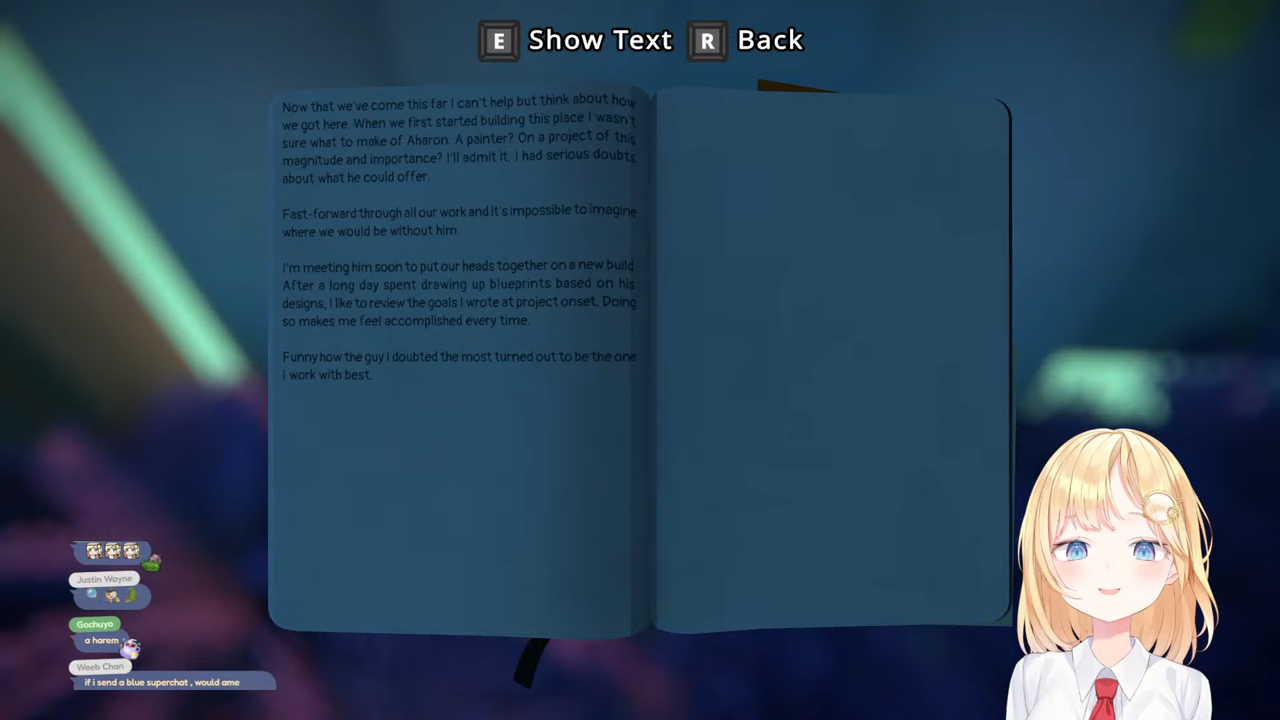 E Show Text R Back
Now that we've come this far I can't help but think about how
we got here. When we first started building this place I wasn't
sure what to make of Aharon. A painter? On a project of this
magnitude and importance? I'll admit it. I had serious doubts
about what he could offer.
Fast-forward through all our work and it's impossible to imagine
where we would be without him.
I'm meeting him soon to put our heads together on a new build.
After a long day spent drawing up blueprints based on his
designs, I like to review the goals I wrote at project onset. Doing
so makes me feel accomplished every time.
Funny how the guy I doubted the most turned out to be the one
I work with best.
Justin Wayne
Gochuyo
a harem
Weeb Chan
if i send a blue superchat , would ame